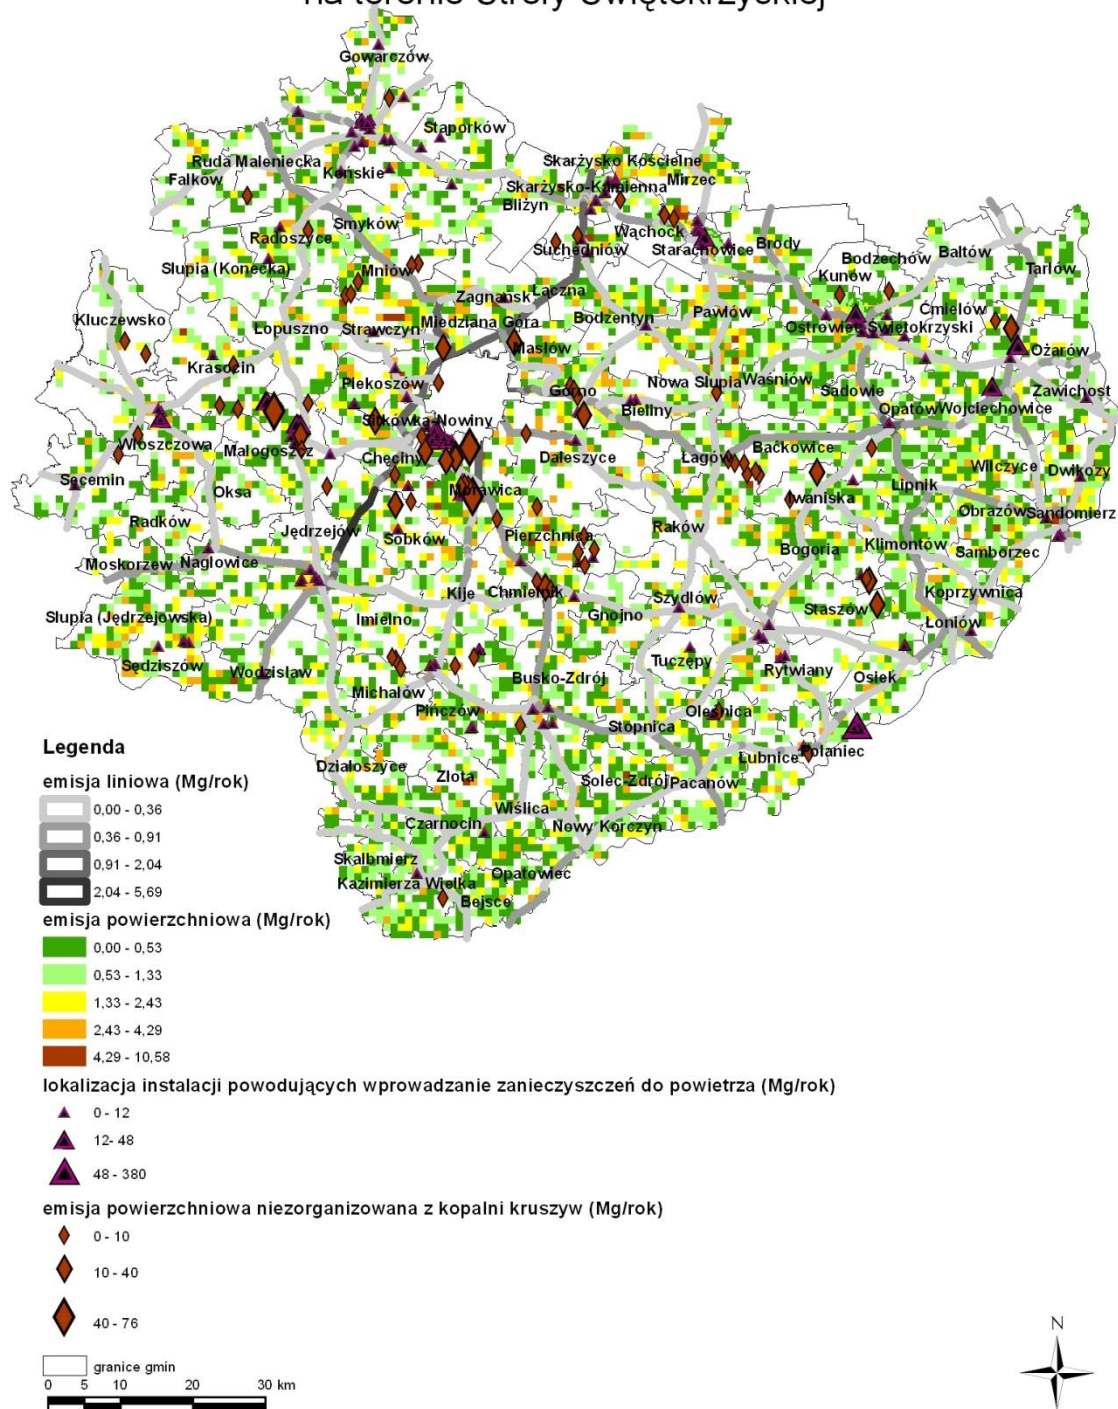 na terenie Strefy Świętokrzyskiej
Gowarczów
Stąporków
Ruda Maleniecka
Fałków
Końskie
Skarżysko Kościelne
Skarżysko-Kamienna
Mirzec
Bliżyn
Smyków
Radoszyce
Wąchock
Suchedniów
Starachowice
Brody
Bodzechów
Bałtów
Słupia (Konecka)
Mniów
Kunów
Tarłów
Łączna
Zagnańsk
Kluczewsko
Łopuszno
Strawczyn
Miedziana Góra
Bodzentyn
Pawłów
Ćmielów
Ostrowiec Świętokrzyski
Masłów
Ożarów
Krasocin
Piekoszów
Górno
Nowa Słupia
Waśniów
Sadowie
Zawichost
Sitkówka-Nowiny
Bieliny
Opatów
Wojciechowice
Włoszczowa
Małogoszcz
Chęciny
Daleszyce
Łagów
Baćkowice
Wilczyce
Dwikozy
Secemin
Oksa
Morawica
Iwaniska
Lipnik
Radków
Jędrzejów
Sobków
Pierzchnica
Raków
Obrazów
Sandomierz
Moskorzew
Nagłowice
Bogoria
Klimontów
Samborzec
Kije
Chmielnik
Szydłów
Koprzywnica
Słupia (Jędrzejowska)
Imielno
Gnojno
Staszów
Łoniów
Sędziszów
Wodzisław
Michałów
Busko-Zdrój
Tuczępy
Rytwiany
Osiek
Pińczów
Oleśnica
Stopnica
Łubnice
Połaniec
Działoszyce
Złota
Solec-Zdrój
Pacanów
Wiślica
Czarnocin
Nowy Korczyn
Skalbmierz
Kazimierza Wielka
Opatowiec
Bejsce
Legenda
emisja liniowa (Mg/rok)
0,00 - 0,36
0,36 - 0,91
0,91 - 2,04
2,04 - 5,69
emisja powierzchniowa (Mg/rok)
0,00 - 0,53
0,53 - 1,33
1,33 - 2,43
2,43 - 4,29
4,29 - 10,58
lokalizacja instalacji powodujących wprowadzanie zanieczyszczeń do powietrza (Mg/rok)
0 - 12
12- 48
48 - 380
emisja powierzchniowa niezorganizowana z kopalni kruszyw (Mg/rok)
0 - 10
10 - 40
40 - 76
granice gmin
0 5 10 20 30 km
N